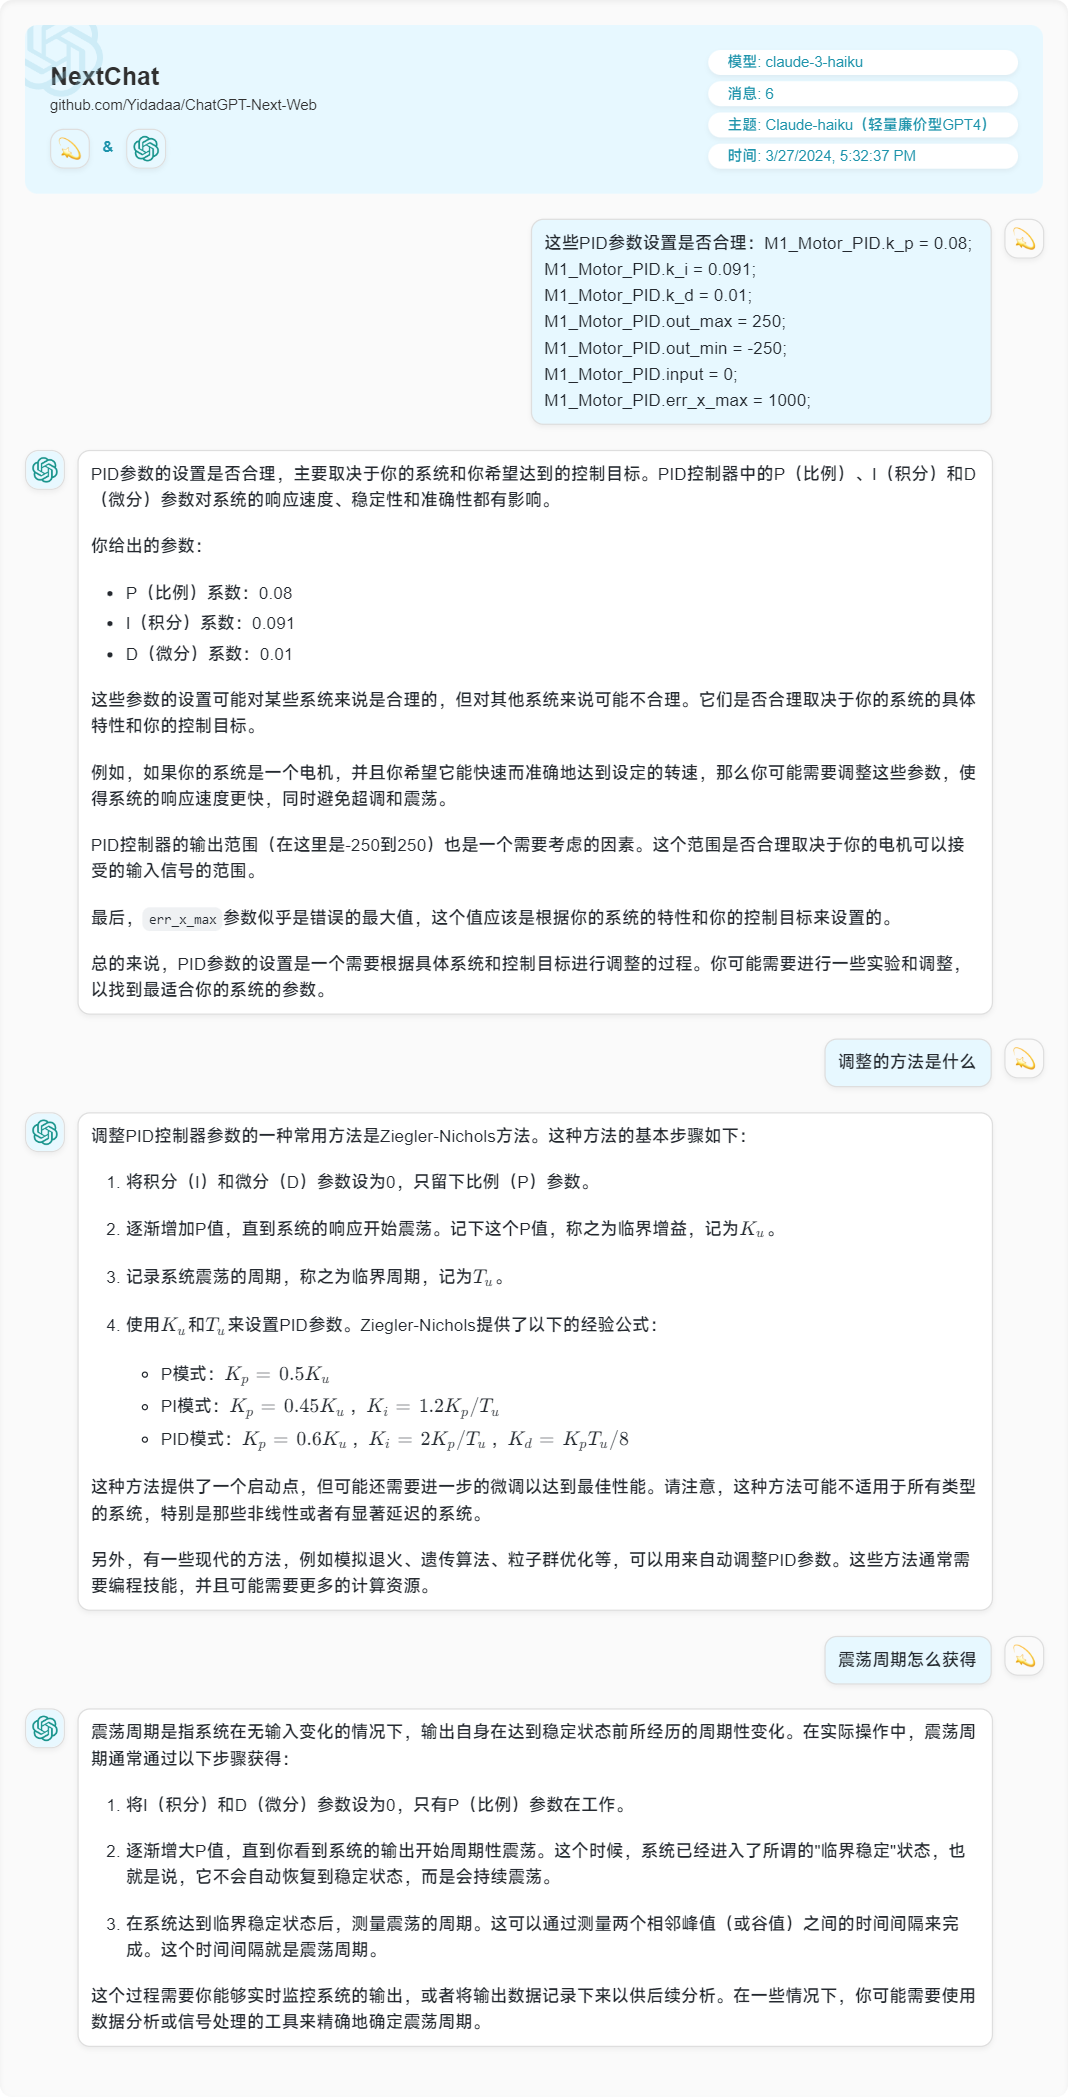 NextChat
github.com/Yidadaa/ChatGPT-Next-Web
&
模型: claude-3-haiku
消息: 6
主题: Claude-haiku（轻量廉价型GPT4）
时间: 3/27/2024, 5:32:37 PM
这些PID参数设置是否合理：M1_Motor_PID.k_p = 0.08;
M1_Motor_PID.k_i = 0.091;
M1_Motor_PID.k_d = 0.01;
M1_Motor_PID.out_max = 250;
M1_Motor_PID.out_min = -250;
M1_Motor_PID.input = 0;
M1_Motor_PID.err_x_max = 1000;
PID参数的设置是否合理，主要取决于你的系统和你希望达到的控制目标。PID控制器中的P（比例）、I（积分）和D
（微分）参数对系统的响应速度、稳定性和准确性都有影响。
你给出的参数：
• P（比例）系数：0.08
• I（积分）系数：0.091
• D（微分）系数：0.01
这些参数的设置可能对某些系统来说是合理的，但对其他系统来说可能不合理。它们是否合理取决于你的系统的具体
特性和你的控制目标。
例如，如果你的系统是一个电机，并且你希望它能快速而准确地达到设定的转速，那么你可能需要调整这些参数，使
得系统的响应速度更快，同时避免超调和震荡。
PID控制器的输出范围（在这里是-250到250）也是一个需要考虑的因素。这个范围是否合理取决于你的电机可以接
受的输入信号的范围。
最后，err_x_max参数似乎是错误的最大值，这个值应该是根据你的系统的特性和你的控制目标来设置的。
总的来说，PID参数的设置是一个需要根据具体系统和控制目标进行调整的过程。你可能需要进行一些实验和调整，
以找到最适合你的系统的参数。
调整的方法是什么
调整PID控制器参数的一种常用方法是Ziegler-Nichols方法。这种方法的基本步骤如下：
1. 将积分（I）和微分（D）参数设为0，只留下比例（P）参数。
2. 逐渐增加P值，直到系统的响应开始震荡。记下这个P值，称之为临界增益，记为K_u。
3. 记录系统震荡的周期，称之为临界周期，记为T_u。
4. 使用K_u和T_u来设置PID参数。Ziegler-Nichols提供了以下的经验公式：
◦ P模式：K_p = 0.5K_u
◦ PI模式：K_p = 0.45K_u，K_i = 1.2K_p/T_u
◦ PID模式：K_p = 0.6K_u，K_i = 2K_p/T_u，K_d = K_pT_u/8
这种方法提供了一个启动点，但可能还需要进一步的微调以达到最佳性能。请注意，这种方法可能不适用于所有类型
的系统，特别是那些非线性或者有显著延迟的系统。
另外，有一些现代的方法，例如模拟退火、遗传算法、粒子群优化等，可以用来自动调整PID参数。这些方法通常需
要编程技能，并且可能需要更多的计算资源。
震荡周期怎么获得
震荡周期是指系统在无输入变化的情况下，输出自身在达到稳定状态前所经历的周期性变化。在实际操作中，震荡周
期通常通过以下步骤获得：
1. 将I（积分）和D（微分）参数设为0，只有P（比例）参数在工作。
2. 逐渐增大P值，直到你看到系统的输出开始周期性震荡。这个时候，系统已经进入了所谓的"临界稳定"状态，也
就是说，它不会自动恢复到稳定状态，而是会持续震荡。
3. 在系统达到临界稳定状态后，测量震荡的周期。这可以通过测量两个相邻峰值（或谷值）之间的时间间隔来完
成。这个时间间隔就是震荡周期。
这个过程需要你能够实时监控系统的输出，或者将输出数据记录下来以供后续分析。在一些情况下，你可能需要使用
数据分析或信号处理的工具来精确地确定震荡周期。